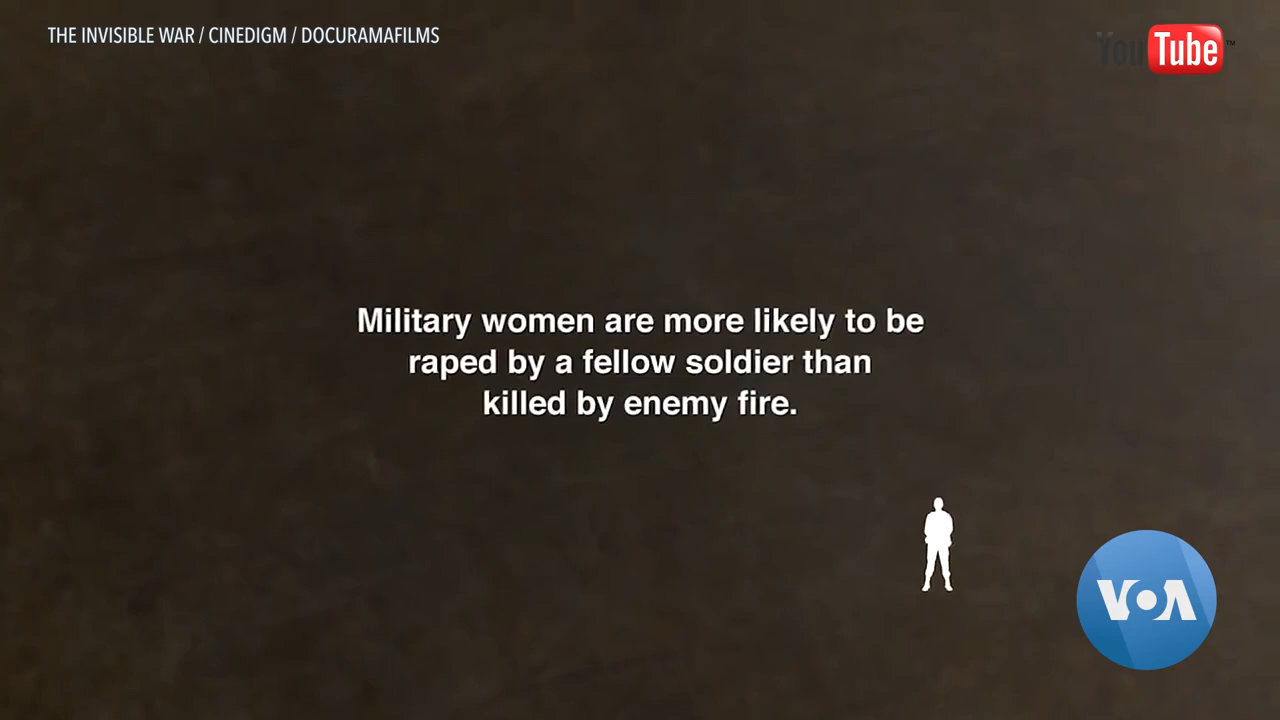 THE INVISIBLE WAR / CINEDIGM / DOCURAMAFILMS
YouTube™
Military women are more likely to be
raped by a fellow soldier than
killed by enemy fire.
VOA